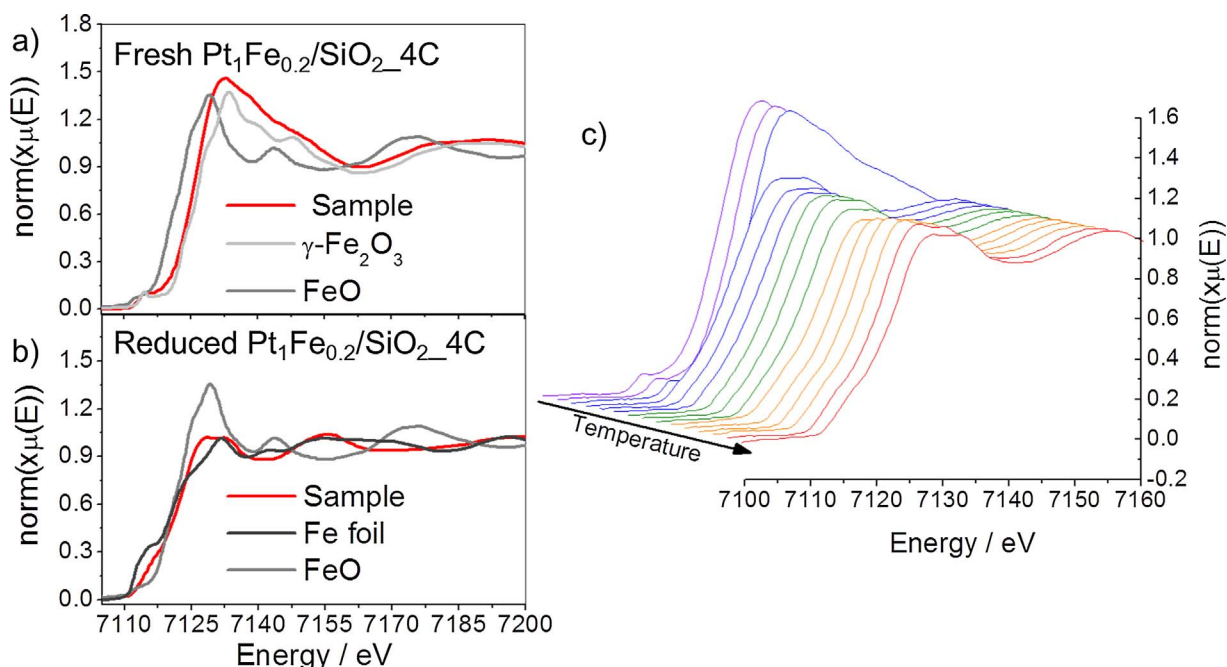 a)
Fresh Pt₁Fe₀.₂/SiO₂_4C
1.8
1.5
1.2
0.9
0.6
0.3
0.0
norm(xμ(E))
Sample
γ-Fe₂O₃
FeO
b)
Reduced Pt₁Fe₀.₂/SiO₂_4C
1.5
1.2
0.9
0.6
0.3
0.0
norm(xμ(E))
Sample
Fe foil
FeO
7110 7125 7140 7155 7170 7185 7200
Energy / eV
c)
1.6
1.4
1.2
1.0
0.8
0.6
0.4
0.2
0.0
-0.2
norm(xμ(E))
Temperature
7100 7110 7120 7130 7140 7150 7160
Energy / eV